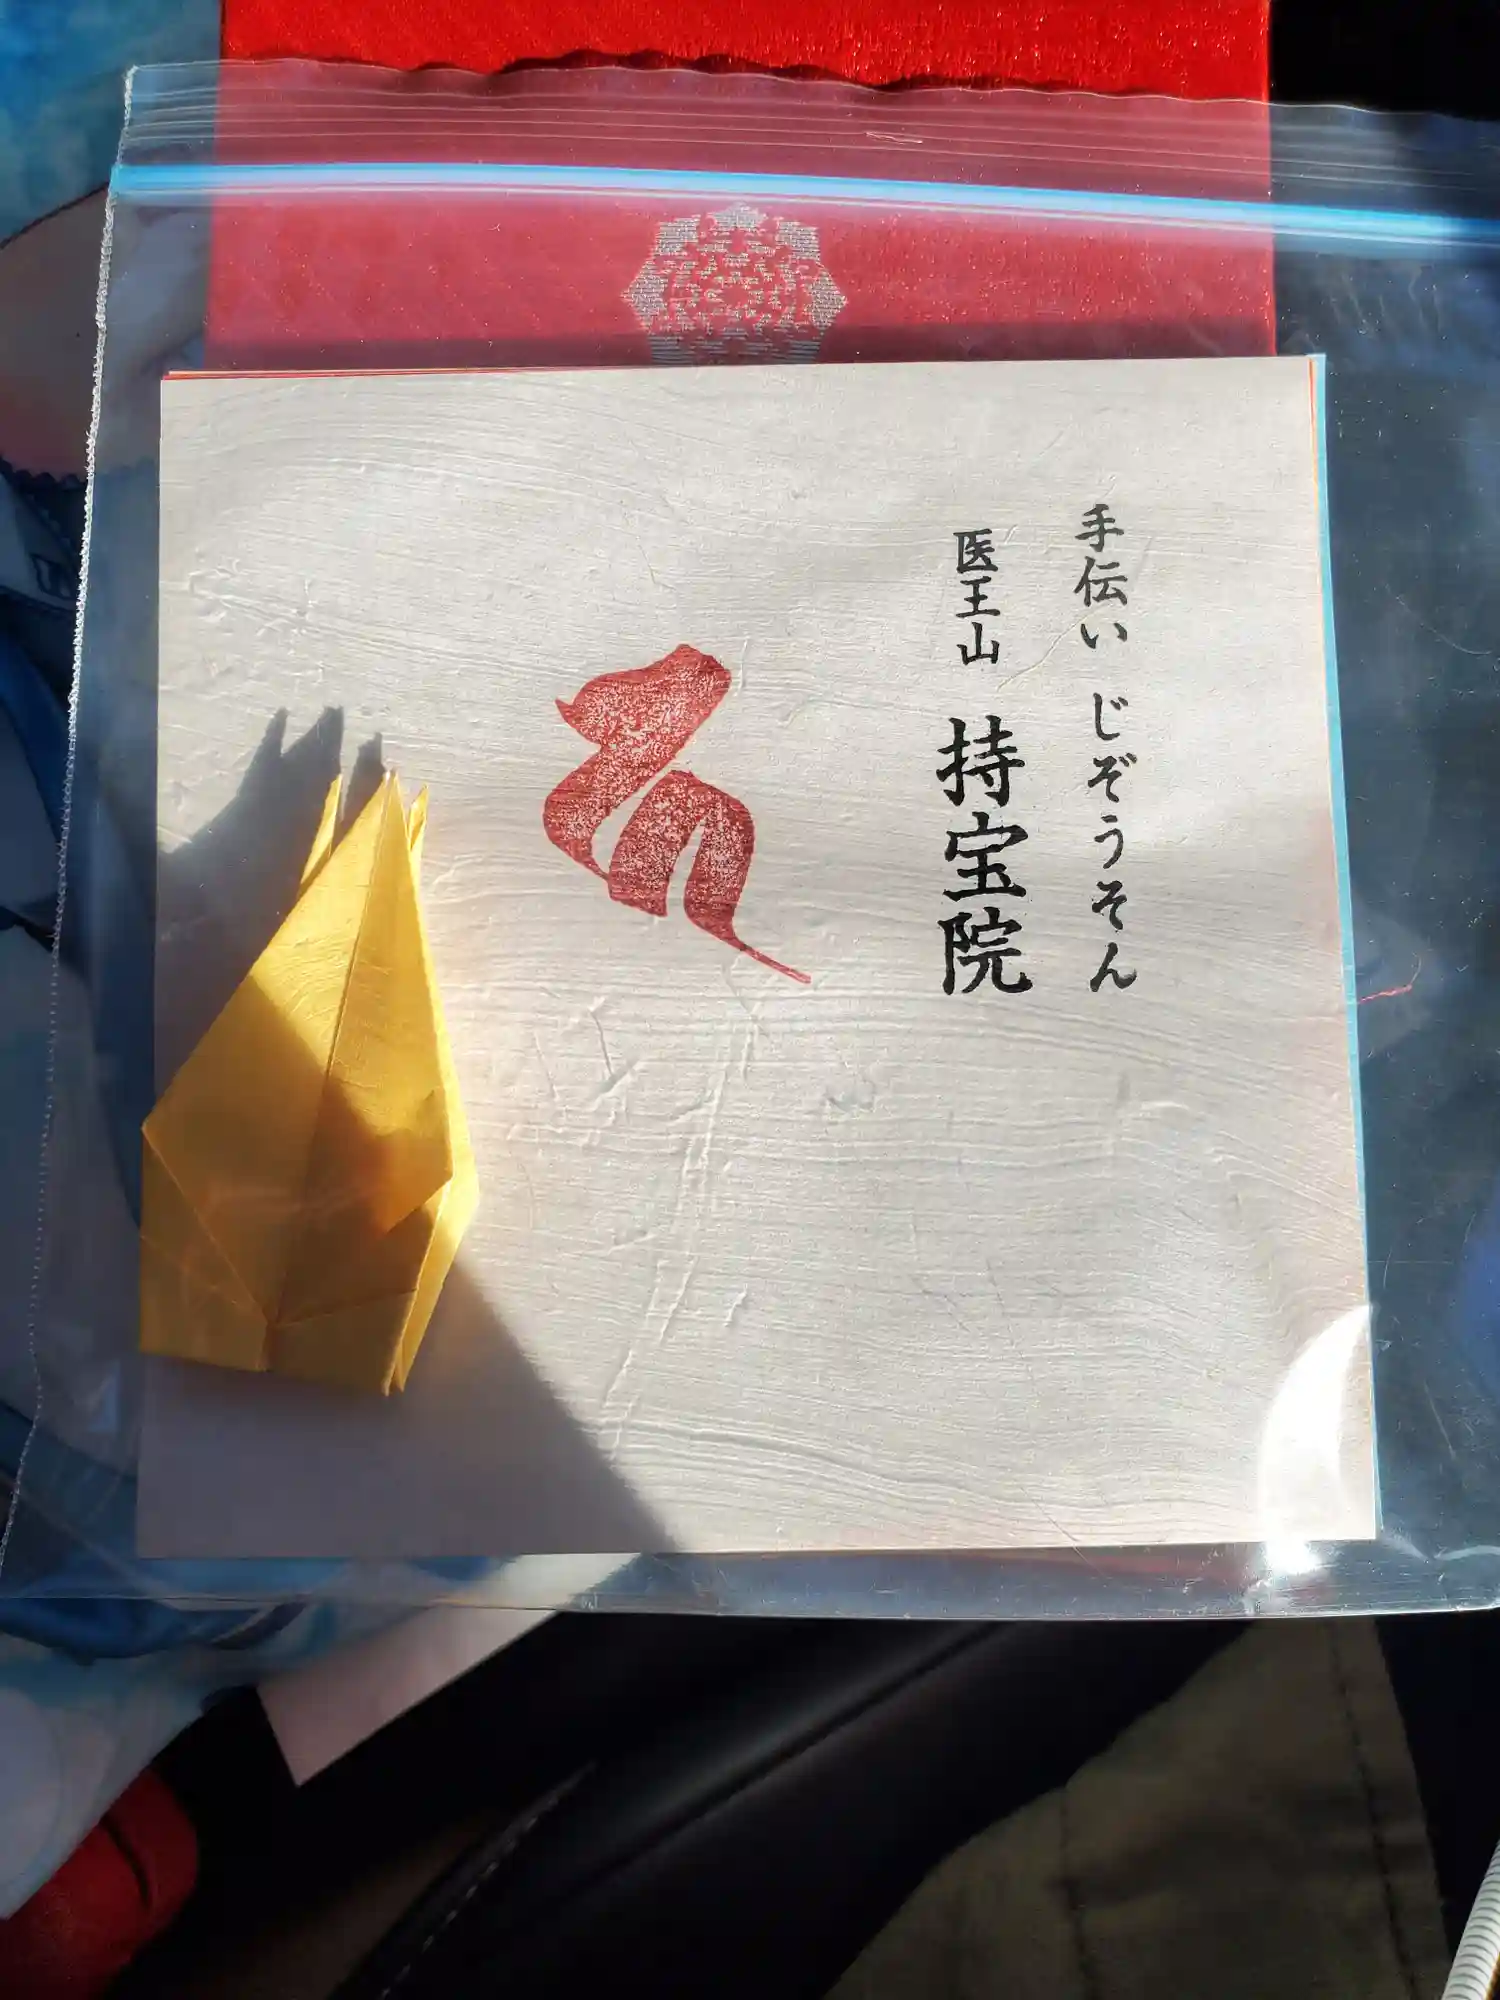 手伝い じぞうそん
医王山 持宝院